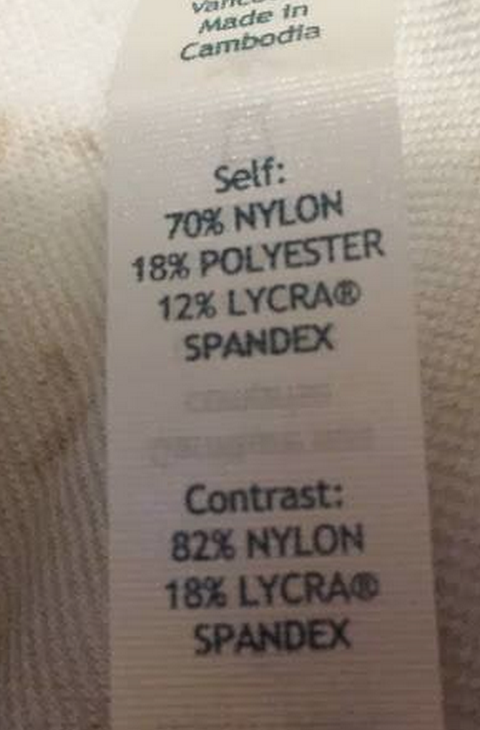 Made in
Cambodia
Self:
70% NYLON
18% POLYESTER
12% LYCRA®
SPANDEX
Contrast:
82% NYLON
18% LYCRA®
SPANDEX